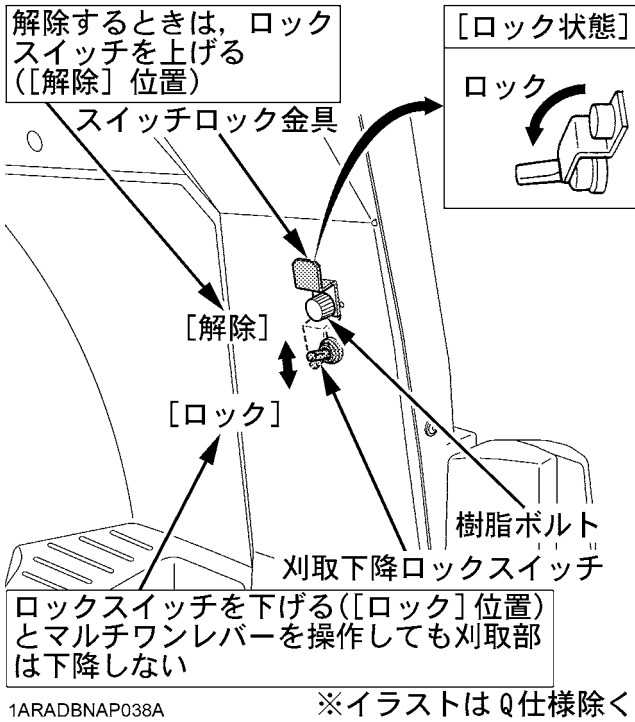 解除するときは，ロック
スイッチを上げる
（［解除］位置）
［ロック状態］
ロック
スイッチロック金具
［解除］
［ロック］
樹脂ボルト
刈取下降ロックスイッチ
ロックスイッチを下げる（［ロック］位置）
とマルチワンレバーを操作しても刈取部
は下降しない
1ARADBNAP038A
※イラストはQ仕様除く